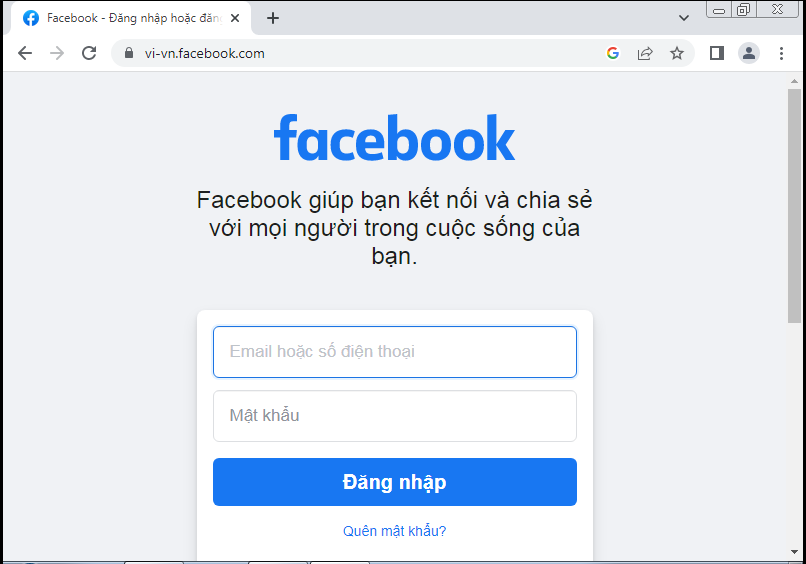 Facebook - Đăng nhập hoặc đăn
vi-vn.facebook.com
facebook
Facebook giúp bạn kết nối và chia sẻ
với mọi người trong cuộc sống của
bạn.
Email hoặc số điện thoại
Mật khẩu
Đăng nhập
Quên mật khẩu?